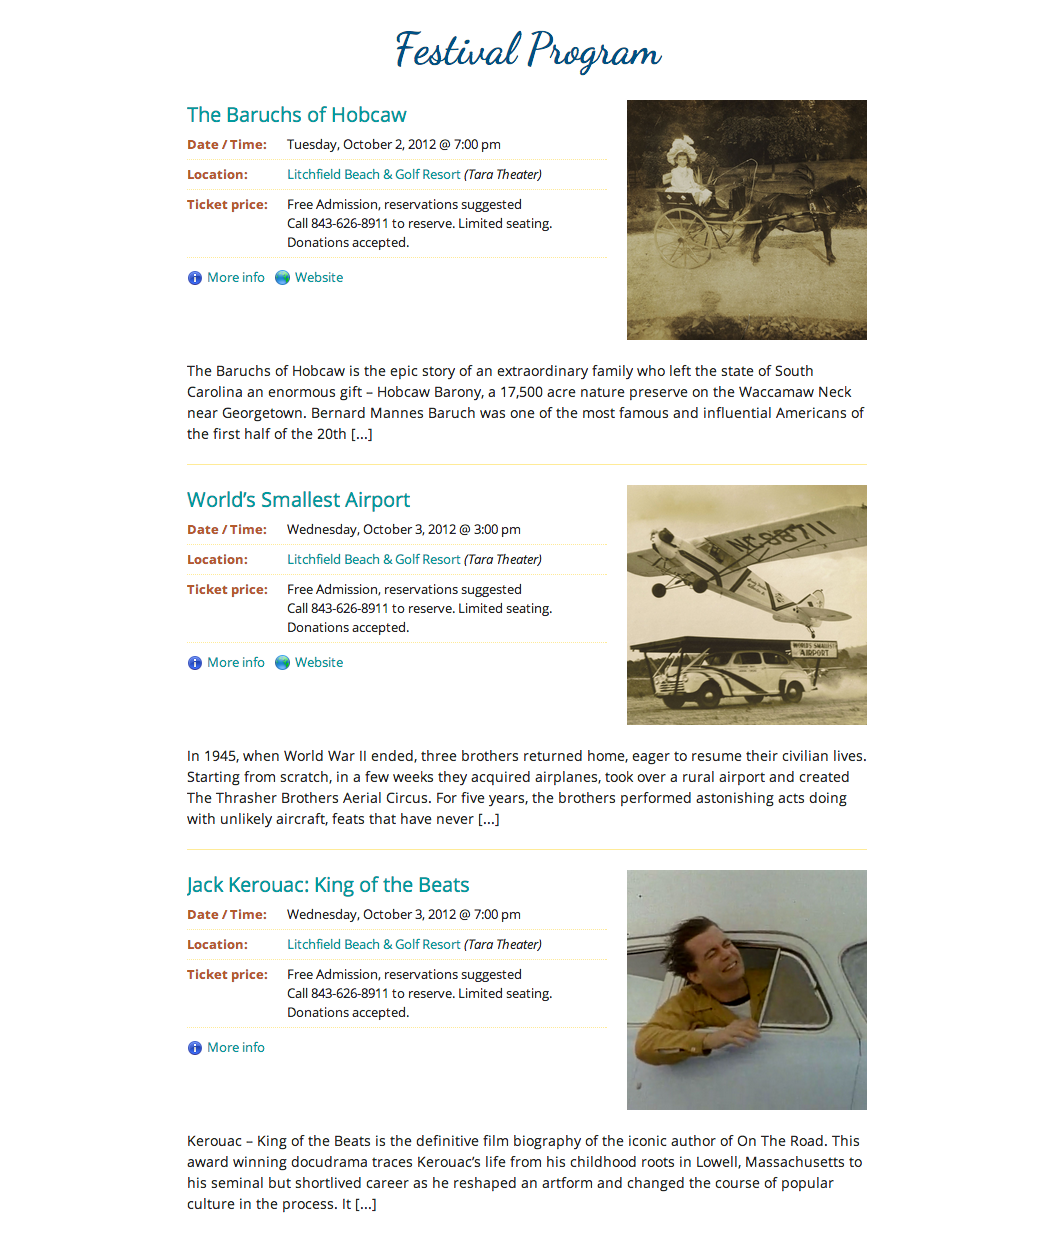 Festival Program
The Baruchs of Hobcaw
Date / Time: Tuesday, October 2, 2012 @ 7:00 pm
Location: Litchfield Beach & Golf Resort (Tara Theater)
Ticket price: Free Admission, reservations suggested
Call 843-626-8911 to reserve. Limited seating.
Donations accepted.
More info Website
The Baruchs of Hobcaw is the epic story of an extraordinary family who left the state of South
Carolina an enormous gift – Hobcaw Barony, a 17,500 acre nature preserve on the Waccamaw Neck
near Georgetown. Bernard Mannes Baruch was one of the most famous and influential Americans of
the first half of the 20th [...]
World’s Smallest Airport
Date / Time: Wednesday, October 3, 2012 @ 3:00 pm
Location: Litchfield Beach & Golf Resort (Tara Theater)
Ticket price: Free Admission, reservations suggested
Call 843-626-8911 to reserve. Limited seating.
Donations accepted.
More info Website
NC88711
WORLD'S SMALLEST
AIRPORT
In 1945, when World War II ended, three brothers returned home, eager to resume their civilian lives.
Starting from scratch, in a few weeks they acquired airplanes, took over a rural airport and created
The Thrasher Brothers Aerial Circus. For five years, the brothers performed astonishing acts doing
with unlikely aircraft, feats that have never [...]
Jack Kerouac: King of the Beats
Date / Time: Wednesday, October 3, 2012 @ 7:00 pm
Location: Litchfield Beach & Golf Resort (Tara Theater)
Ticket price: Free Admission, reservations suggested
Call 843-626-8911 to reserve. Limited seating.
Donations accepted.
More info
Kerouac – King of the Beats is the definitive film biography of the iconic author of On The Road. This
award winning docudrama traces Kerouac’s life from his childhood roots in Lowell, Massachusetts to
his seminal but shortlived career as he reshaped an artform and changed the course of popular
culture in the process. It [...]